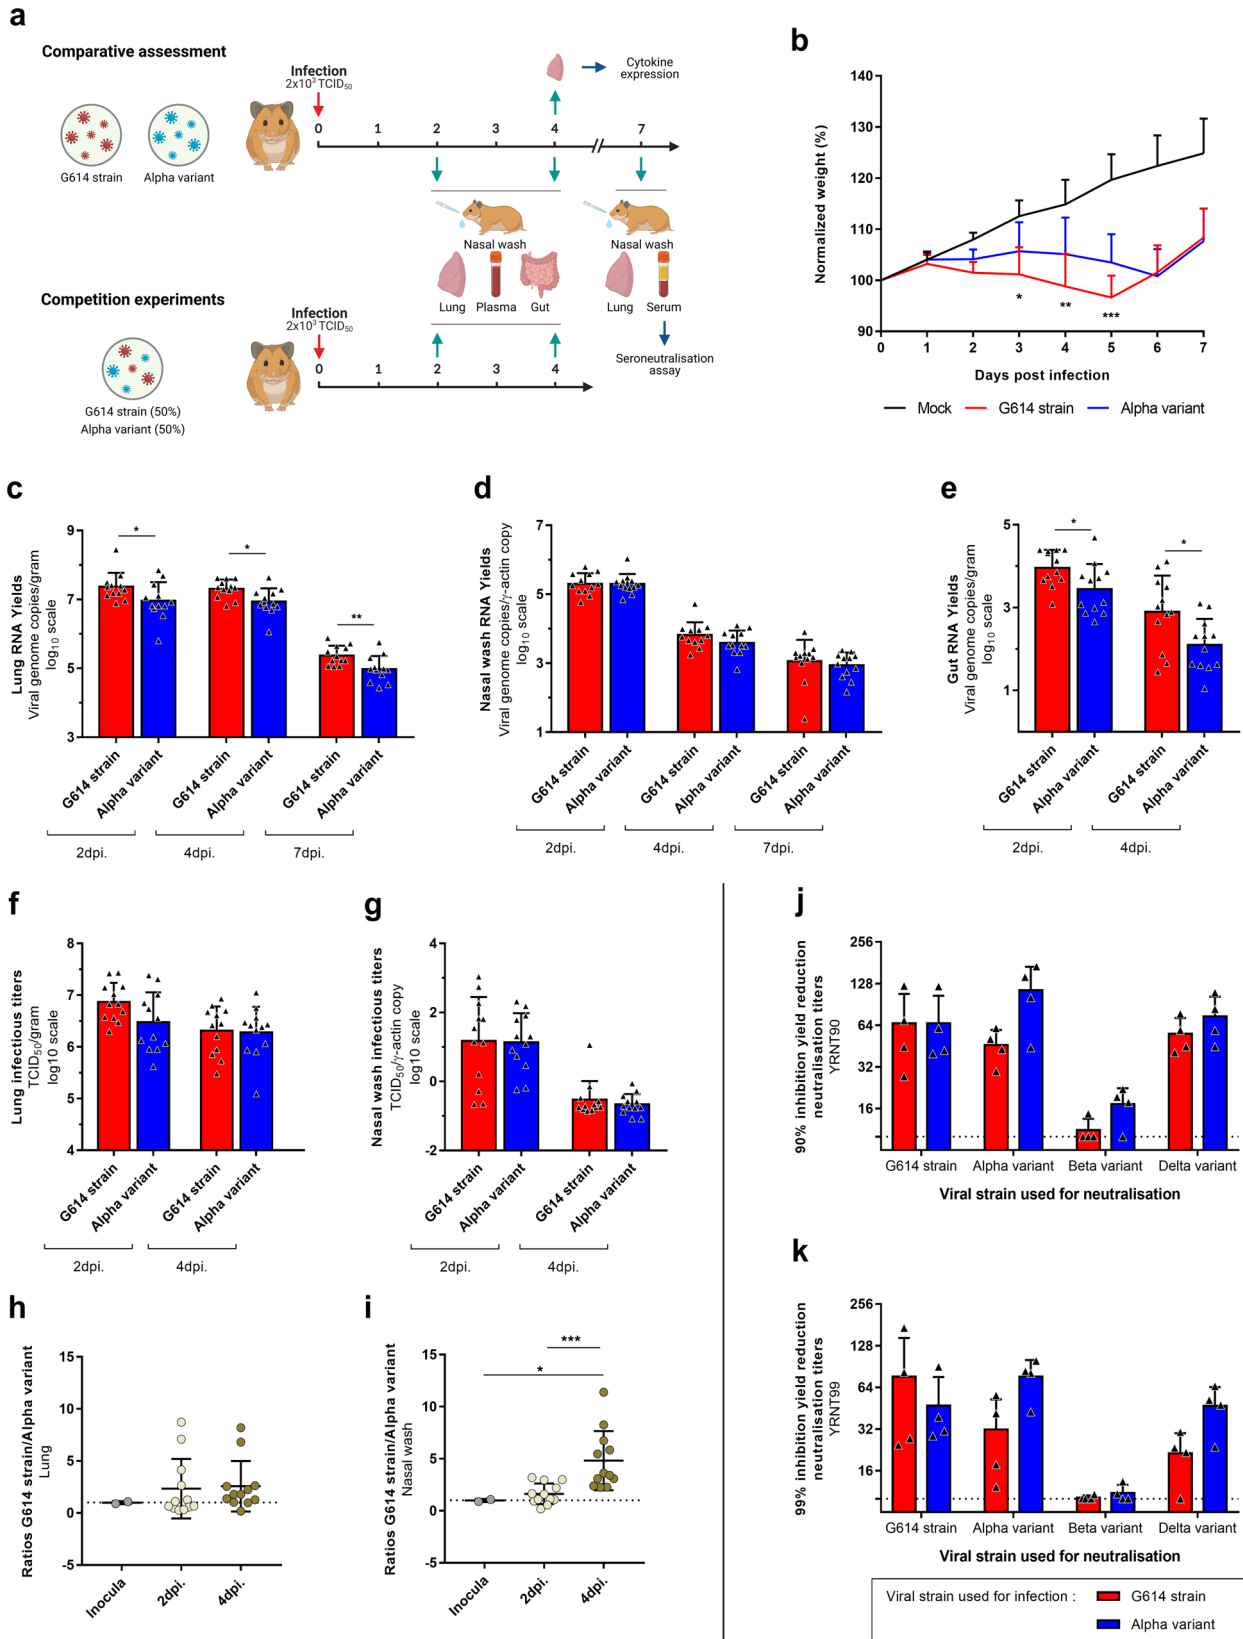 a
Comparative assessment
G614 strain
Alpha variant
Infection
2x10³ TCID₅₀
0 1 2 3 4 7
Cytokine
expression
Nasal wash
Nasal wash
Lung Plasma Gut
Lung Serum
Seroneutralisation
assay
Competition experiments
G614 strain (50%)
Alpha variant (50%)
Infection
2x10³ TCID₅₀
0 1 2 3 4
b
Normalized weight (%)
140
130
120
110
100
90
* ** ***
0 1 2 3 4 5 6 7
Days post infection
Mock G614 strain Alpha variant
c
Lung RNA Yields
Viral genome copies/gram
log₁₀ scale
9
7
5
3
* * **
G614 strain
Alpha variant
G614 strain
Alpha variant
G614 strain
Alpha variant
2dpi. 4dpi. 7dpi.
d
Nasal wash RNA Yields
Viral genome copies/γ-actin copy
log₁₀ scale
7
5
3
1
G614 strain
Alpha variant
G614 strain
Alpha variant
G614 strain
Alpha variant
2dpi. 4dpi. 7dpi.
e
Gut RNA Yields
Viral genome copies/gram
log₁₀ scale
5
3
1
* *
G614 strain
Alpha variant
G614 strain
Alpha variant
2dpi. 4dpi.
f
Lung infectious titers
TCID₅₀/gram
log10 scale
8
7
6
5
4
G614 strain
Alpha variant
G614 strain
Alpha variant
2dpi. 4dpi.
g
Nasal wash infectious titers
TCID₅₀/γ-actin copy
log10 scale
4
2
0
-2
G614 strain
Alpha variant
G614 strain
Alpha variant
2dpi. 4dpi.
h
Ratios G614 strain/Alpha variant
Lung
15
10
5
0
-5
Inocula
2dpi.
4dpi.
i
Ratios G614 strain/Alpha variant
Nasal wash
15
10
5
0
-5
***
*
Inocula
2dpi.
4dpi.
j
90% inhibition yield reduction
neutralisation titers
YRNT90
256
128
64
32
16
G614 strain Alpha variant Beta variant Delta variant
Viral strain used for neutralisation
k
99% inhibition yield reduction
neutralisation titers
YRNT99
256
128
64
32
16
G614 strain Alpha variant Beta variant Delta variant
Viral strain used for neutralisation
Viral strain used for infection : G614 strain
Alpha variant